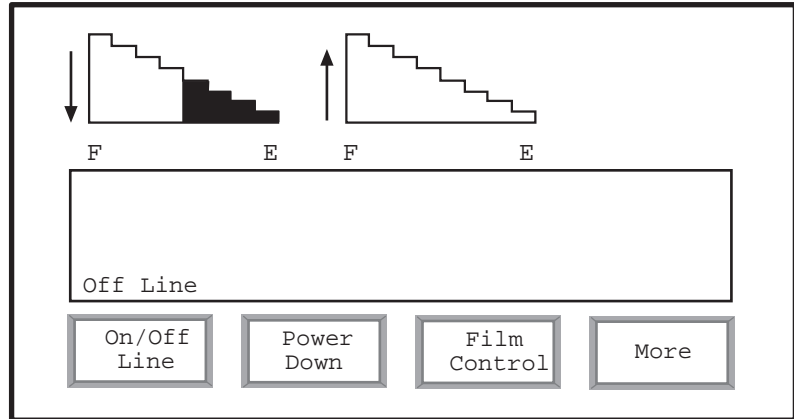 F E F E
Off Line
On/Off Power Film More
Line Down Control